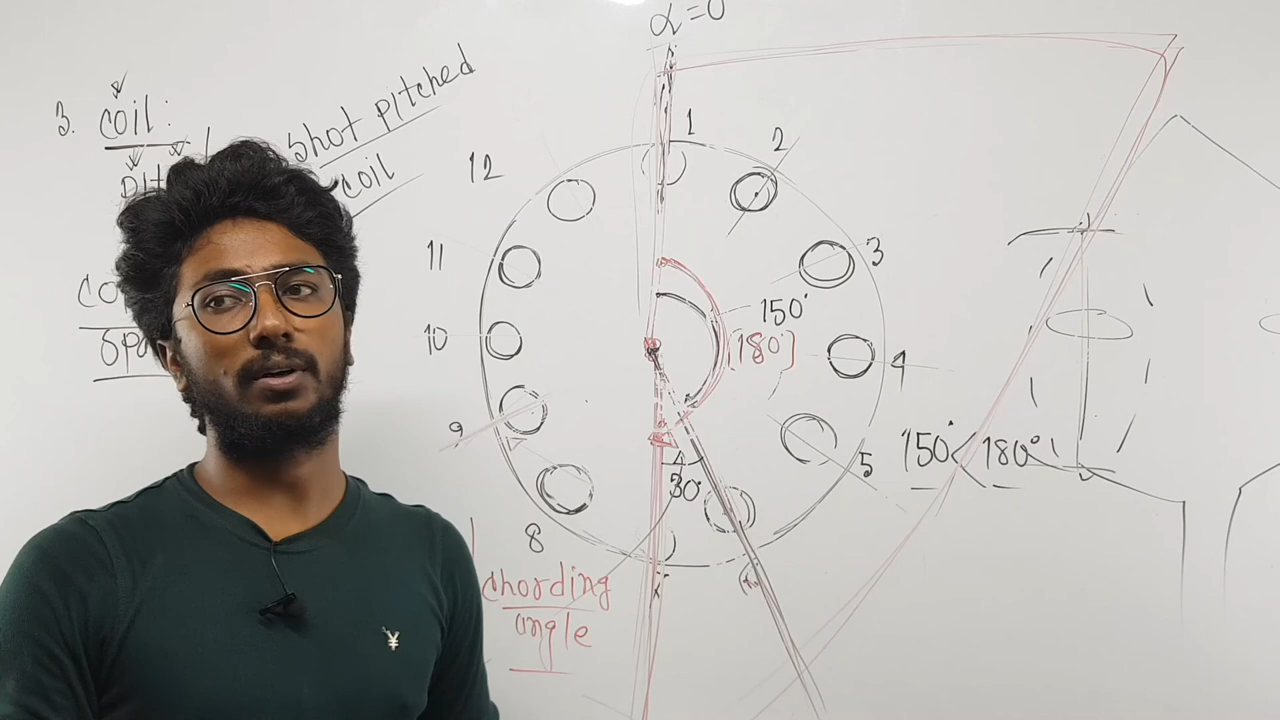 α = 0
3. coil:
shot pitched
coil
1
2
3
4
5
8
9
10
11
12
150°
[180°]
30°
150° < 180°
chording
angle
¥